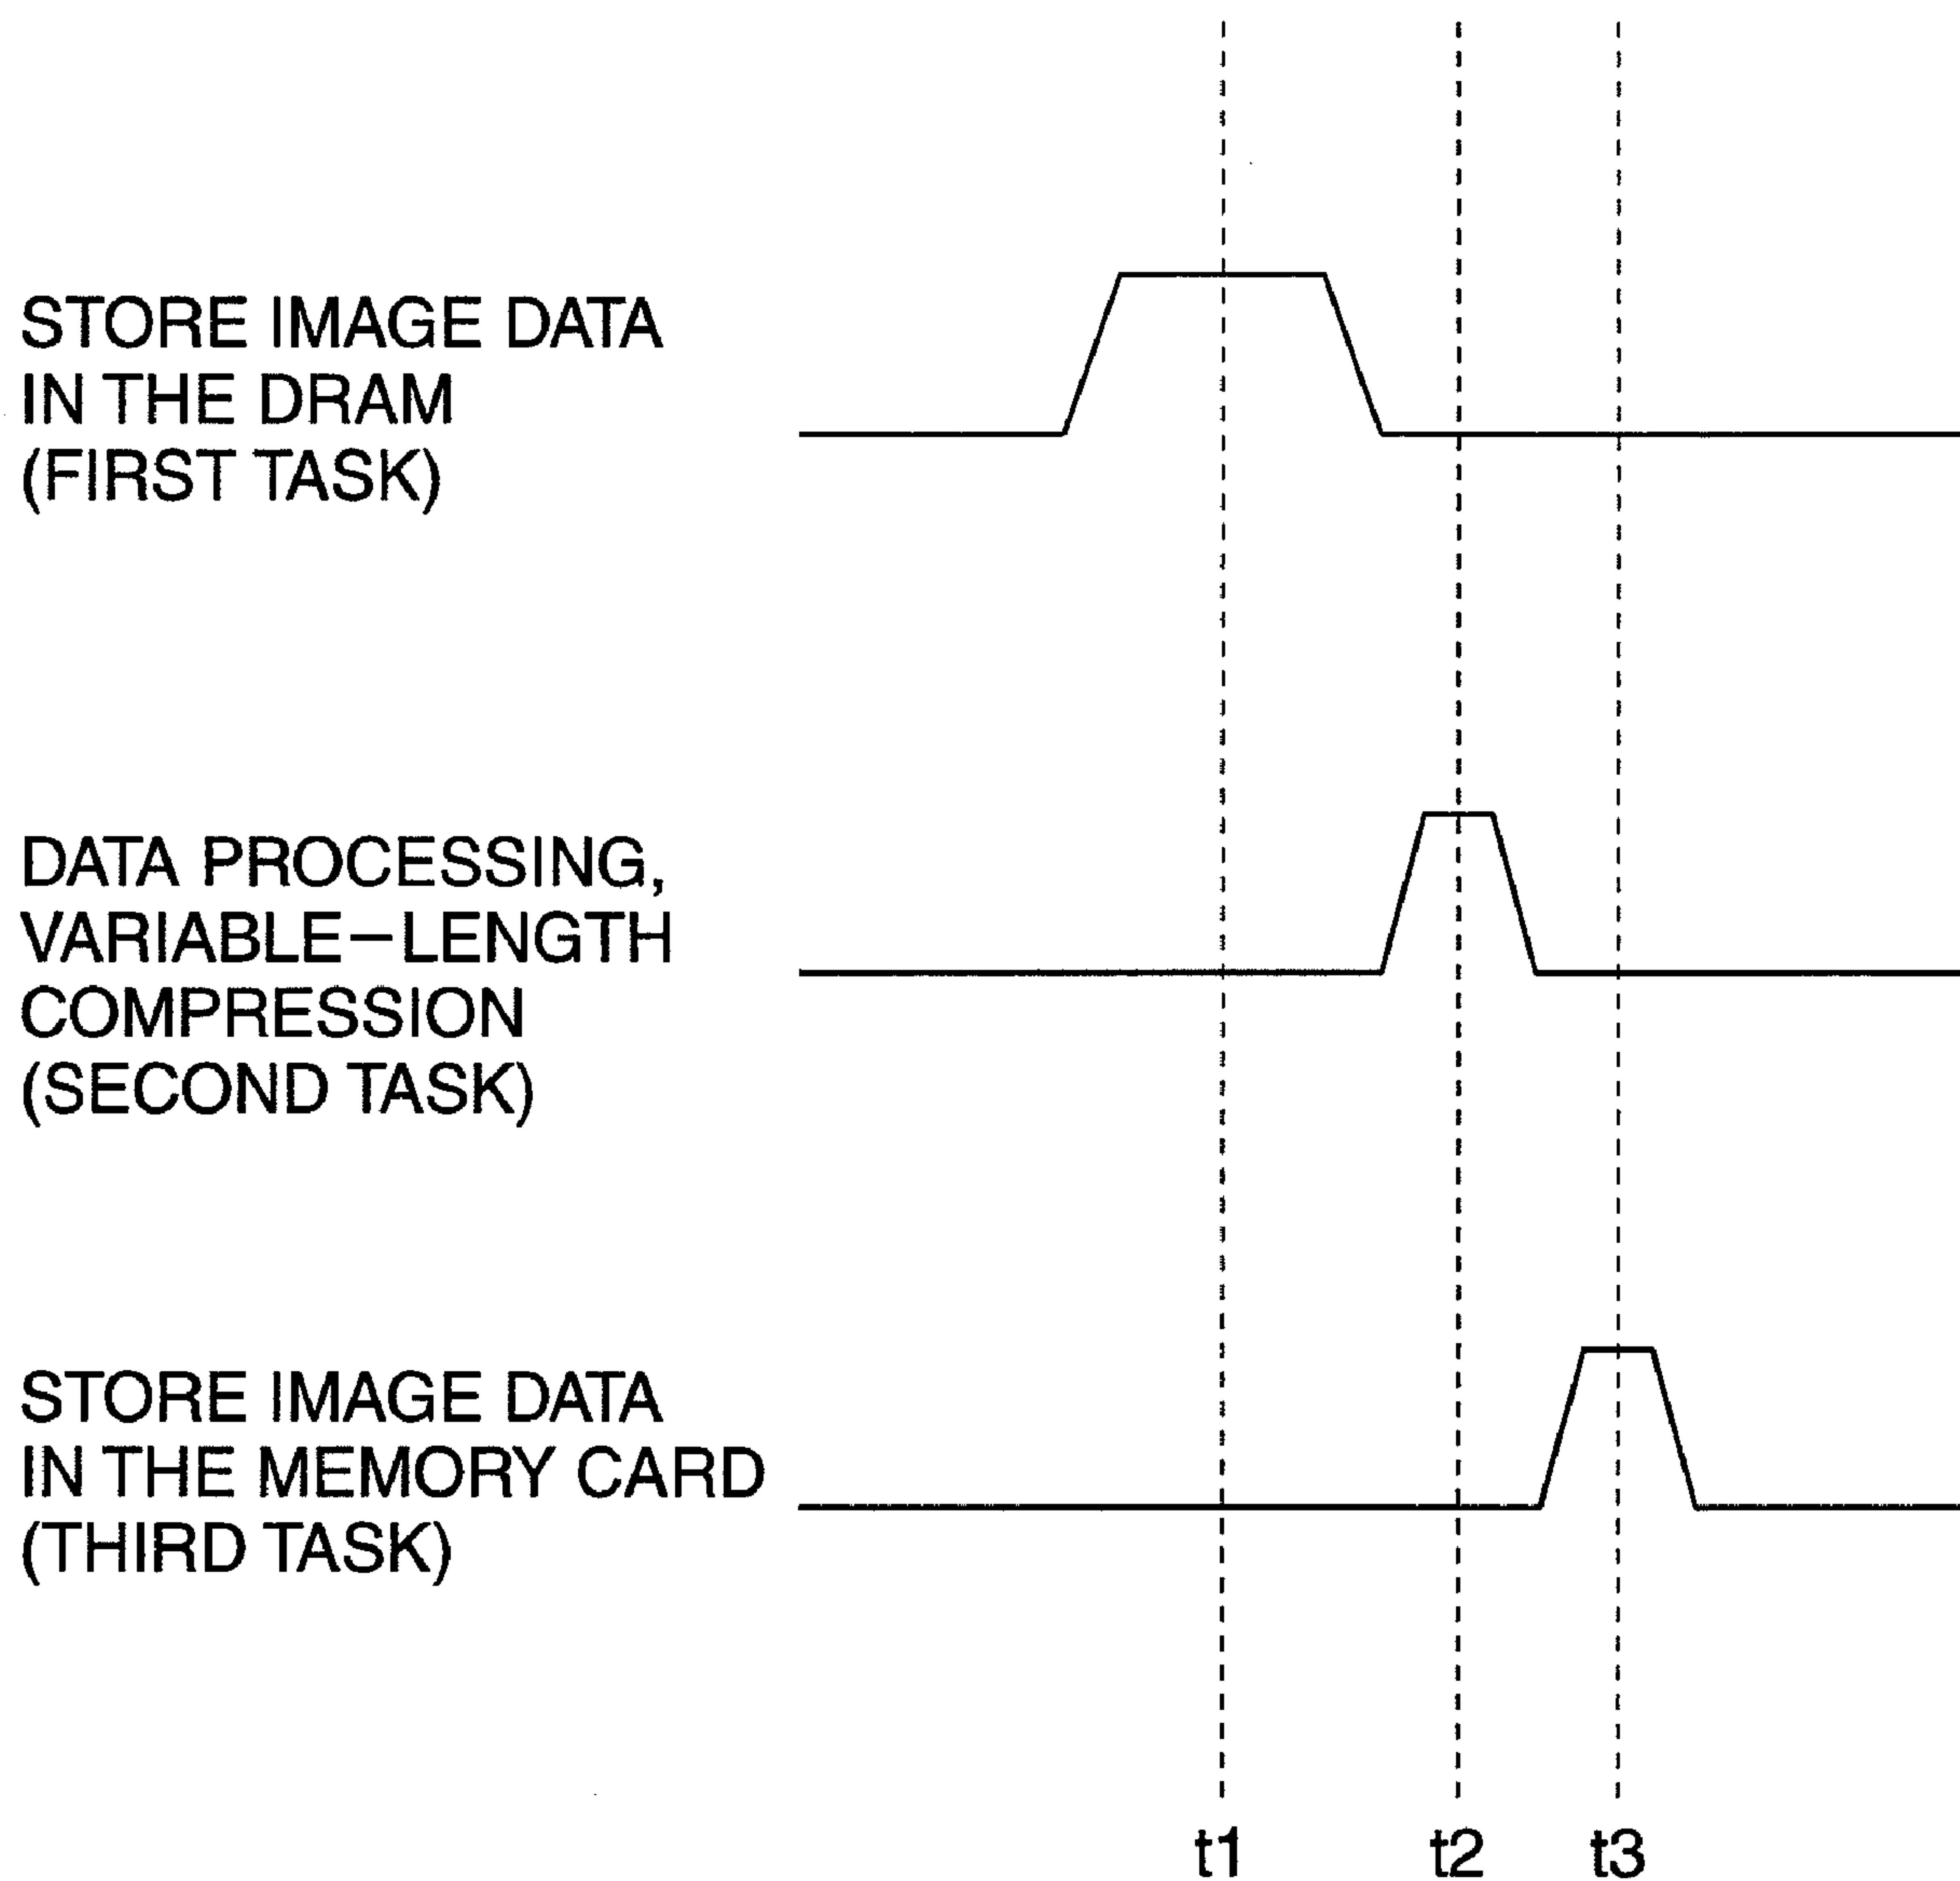 STORE IMAGE DATA
IN THE DRAM
(FIRST TASK)
DATA PROCESSING,
VARIABLE–LENGTH
COMPRESSION
(SECOND TASK)
STORE IMAGE DATA
IN THE MEMORY CARD
(THIRD TASK)
t1 t2 t3